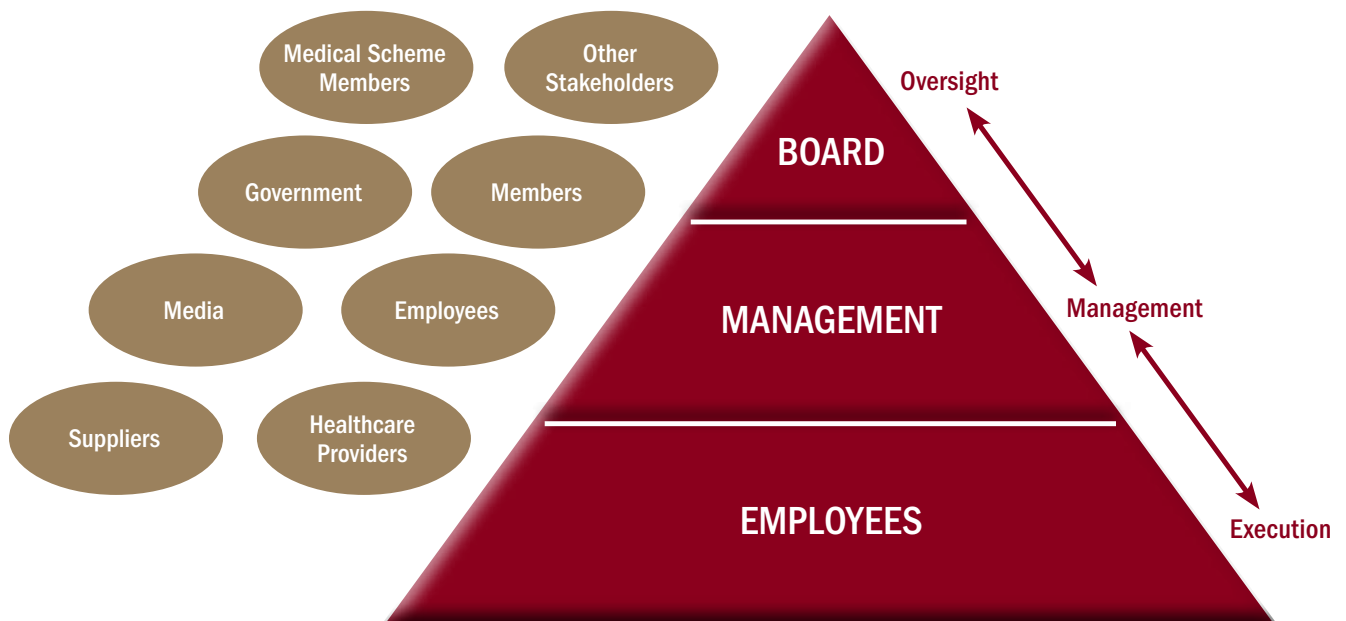 Medical Scheme
Members
Other
Stakeholders
Oversight
BOARD
Government
Members
Media
Employees
MANAGEMENT
Management
Suppliers
Healthcare
Providers
EMPLOYEES
Execution